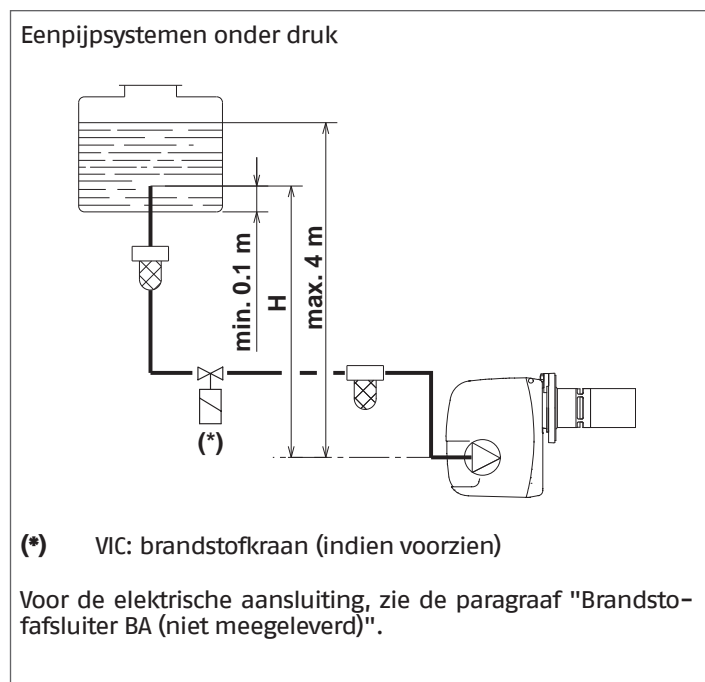 Eenpijpsystemen onder druk
min. 0.1 m
H
max. 4 m
(*)
(*) VIC: brandstofkraan (indien voorzien)
Voor de elektrische aansluiting, zie de paragraaf "Brandsto-
fafsluiter BA (niet meegeleverd)".